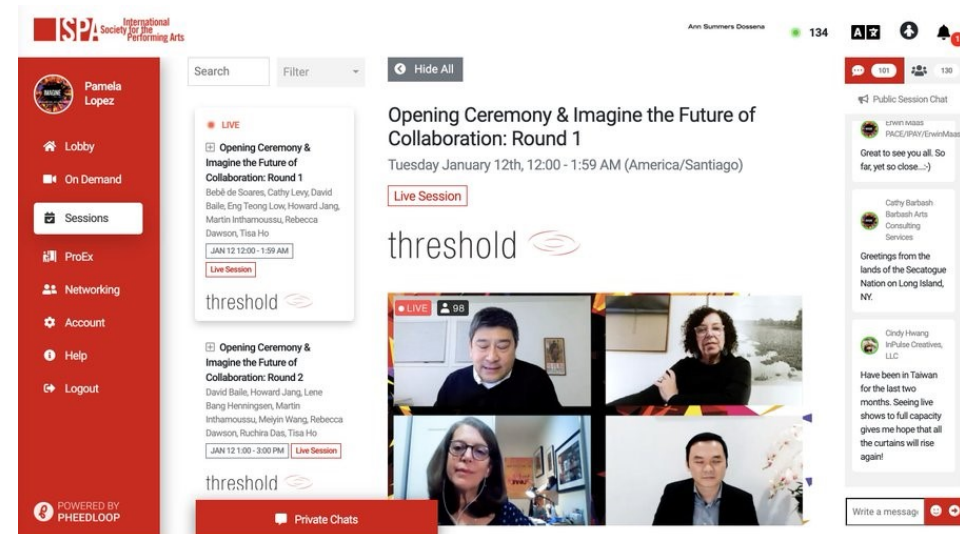 ISPA International
Society for the
Performing Arts
Ann Summers Dossena
134
Pamela
Lopez
Lobby
On Demand
Sessions
ProEx
Networking
Account
Help
Logout
POWERED BY
PHEEDLOOP
Search
Filter
LIVE
Opening Ceremony &
Imagine the Future of
Collaboration: Round 1
Bebê de Soares, Cathy Levy, David
Baile, Eng Teong Low, Howard Jang,
Martin Inthamoussu, Rebecca
Dawson, Tisa Ho
JAN 12 12:00 - 1:59 AM
Live Session
threshold
Opening Ceremony &
Imagine the Future of
Collaboration: Round 2
David Baile, Howard Jang, Lene
Bang Henningsen, Martin
Inthamoussu, Meiyin Wang, Rebecca
Dawson, Ruchira Das, Tisa Ho
JAN 12 1:00 - 3:00 PM Live Session
threshold
Private Chats
Hide All
Opening Ceremony & Imagine the Future of
Collaboration: Round 1
Tuesday January 12th, 12:00 - 1:59 AM (America/Santiago)
Live Session
threshold
LIVE 98
101 130
Public Session Chat
Erwin Maas
PACE/IPAY/ErwinMaas
Great to see you all. So
far, yet so close...:-)
Cathy Barbash
Barbash Arts
Consulting
Services
Greetings from the
lands of the Secatogue
Nation on Long Island,
NY.
Cindy Hwang
InPulse Creatives,
LLC
Have been in Taiwan
for the last two
months. Seeing live
shows to full capacity
gives me hope that all
the curtains will rise
again!
Write a messag